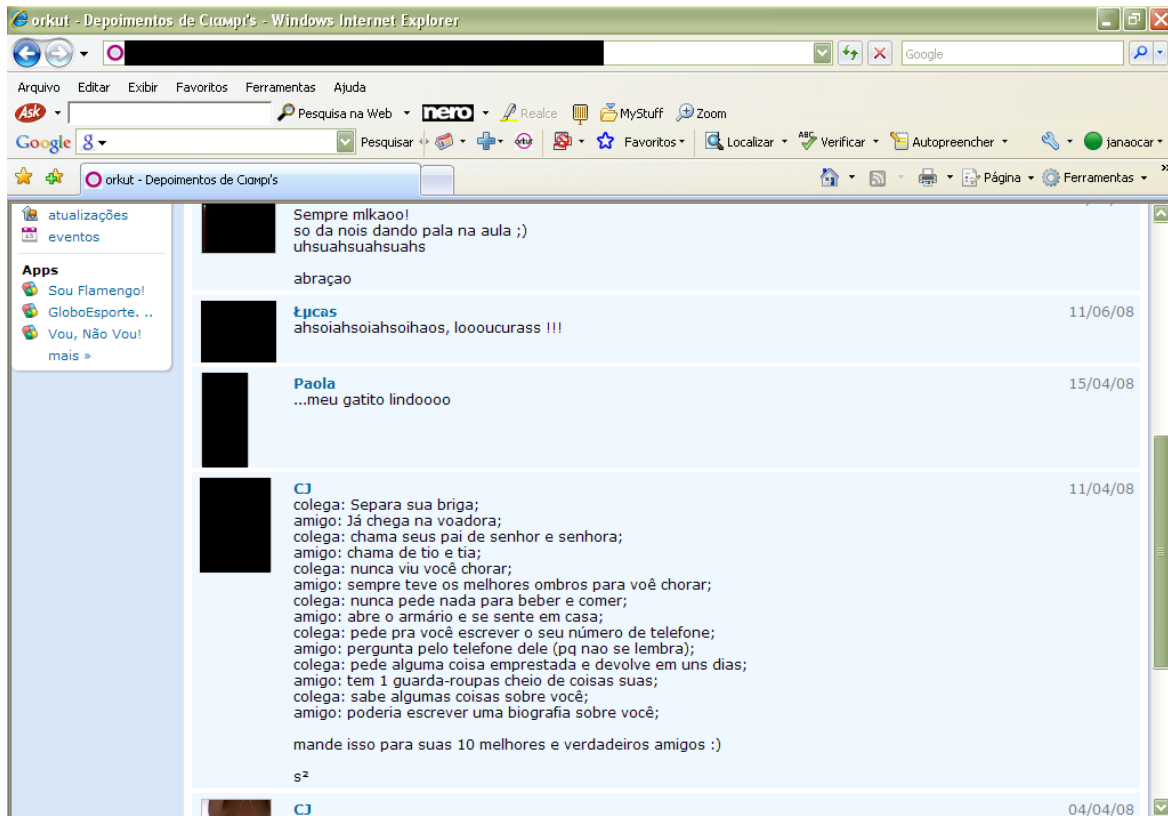 orkut - Depoimentos de Cιαмρι's - Windows Internet Explorer
Google
Arquivo Editar Exibir Favoritos Ferramentas Ajuda
Ask Pesquisa na Web nero Realce MyStuff Zoom
Google 8 Pesquisar orkut Favoritos Localizar ABC Verificar Autopreencher janaocar
orkut - Depoimentos de Cιαмρι's Página Ferramentas »
atualizações
eventos
Apps
Sou Flamengo!
GloboEsporte. ..
Vou, Não Vou!
mais »
Sempre mlkaoo!
so da nois dando pala na aula ;)
uhsuahsuahsuahs
abraçao
Łµcas 11/06/08
ahsoiahsoiahsoihaos, loooucurass !!!
Paola 15/04/08
...meu gatito lindoooo
CJ 11/04/08
colega: Separa sua briga;
amigo: Já chega na voadora;
colega: chama seus pai de senhor e senhora;
amigo: chama de tio e tia;
colega: nunca viu você chorar;
amigo: sempre teve os melhores ombros para voê chorar;
colega: nunca pede nada para beber e comer;
amigo: abre o armário e se sente em casa;
colega: pede pra você escrever o seu número de telefone;
amigo: pergunta pelo telefone dele (pq nao se lembra);
colega: pede alguma coisa emprestada e devolve em uns dias;
amigo: tem 1 guarda-roupas cheio de coisas suas;
colega: sabe algumas coisas sobre você;
amigo: poderia escrever uma biografia sobre você;
mande isso para suas 10 melhores e verdadeiros amigos :)
s²
CJ 04/04/08